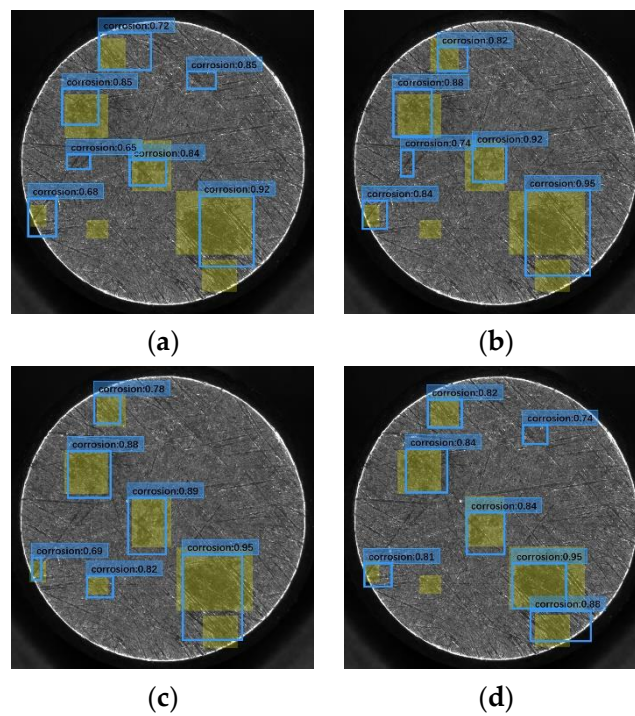 corrosion:0.72
corrosion:0.85
corrosion:0.85
corrosion:0.65
corrosion:0.84
corrosion:0.68
corrosion:0.92
(a)
corrosion:0.82
corrosion:0.88
0.74
corrosion:0.92
corrosion:0.84
corrosion:0.95
(b)
corrosion:0.78
corrosion:0.88
corrosion:0.89
corrosion:0.69
corrosion:0.82
corrosion:0.95
(c)
corrosion:0.82
corrosion:0.74
corrosion:0.84
corrosion:0.84
corrosion:0.81
corrosion:0.95
corrosion:0.88
(d)